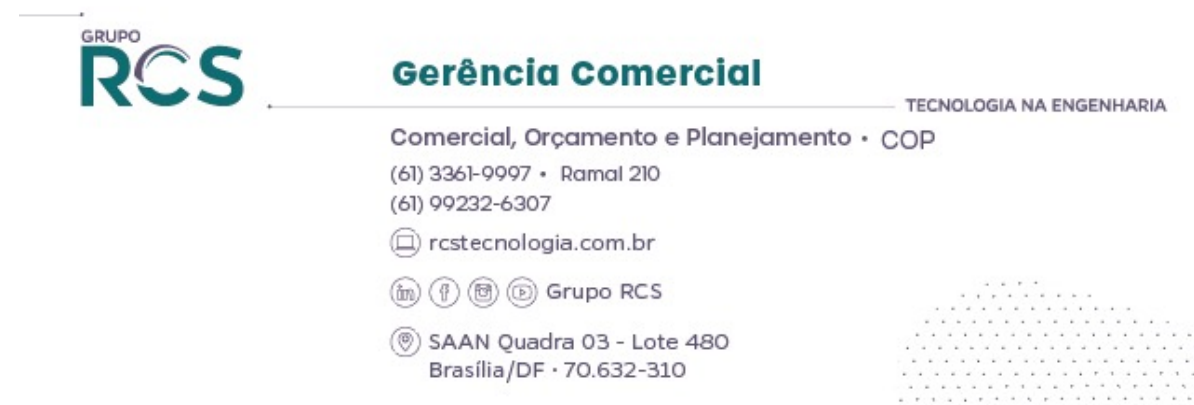 GRUPO
RCS
Gerência Comercial
TECNOLOGIA NA ENGENHARIA
Comercial, Orçamento e Planejamento • COP
(61) 3361-9997 • Ramal 210
(61) 99232-6307
rcstecnologia.com.br
in f Grupo RCS
SAAN Quadra 03 - Lote 480
Brasília/DF · 70.632-310